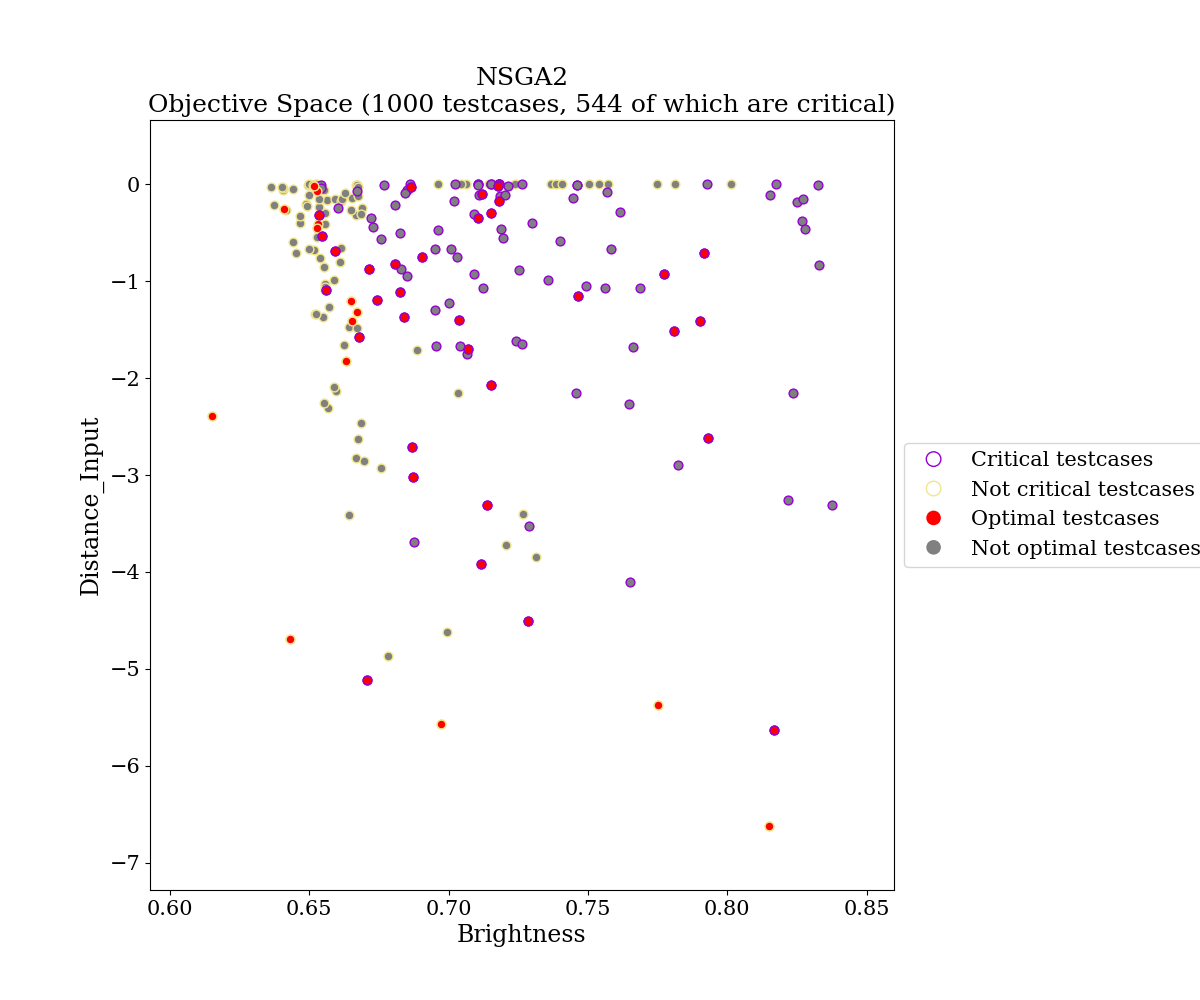 NSGA2
Objective Space (1000 testcases, 544 of which are critical)
0
−1
−2
−3
−4
−5
−6
−7
Distance_Input
0.60 0.65 0.70 0.75 0.80 0.85
Brightness
Critical testcases
Not critical testcases
Optimal testcases
Not optimal testcases